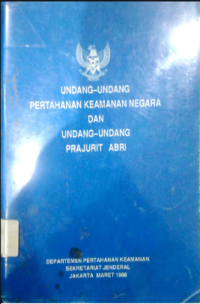 UNDANG-UNDANG
PERTAHANAN KEAMANAN NEGARA
DAN
UNDANG-UNDANG
PRAJURIT ABRI
DEPARTEMEN PERTAHANAN KEAMANAN
SEKRETARIAT JENDERAL
JAKARTA MARET 1988